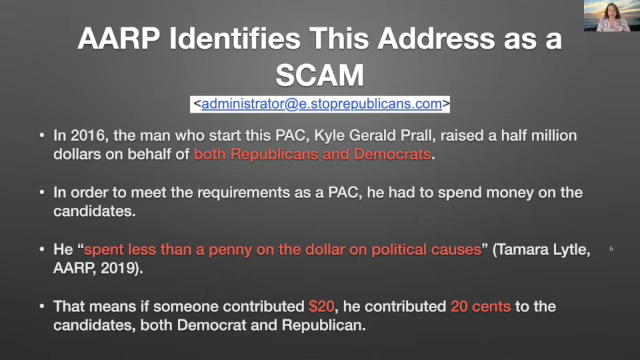 AARP Identifies This Address as a
SCAM
<administrator@e.stoprepublicans.com>
• In 2016, the man who start this PAC, Kyle Gerald Prall, raised a half million
dollars on behalf of both Republicans and Democrats.
• In order to meet the requirements as a PAC, he had to spend money on the
candidates.
• He “spent less than a penny on the dollar on political causes” (Tamara Lytle,
AARP, 2019).
• That means if someone contributed $20, he contributed 20 cents to the
candidates, both Democrat and Republican.